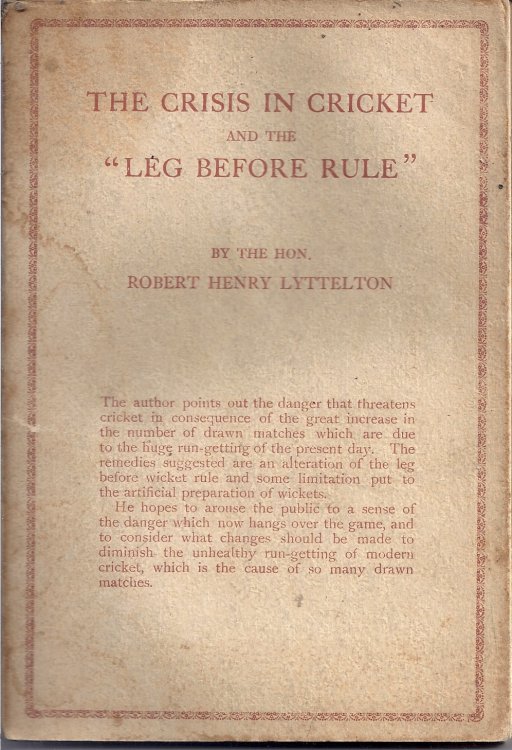 THE CRISIS IN CRICKET
AND THE
“LEG BEFORE RULE”
BY THE HON.
ROBERT HENRY LYTTELTON
The author points out the danger that threatens
cricket in consequence of the great increase in
the number of drawn matches which are due
to the huge run-getting of the present day. The
remedies suggested are an alteration of the leg
before wicket rule and some limitation put to
the artificial preparation of wickets.
He hopes to arouse the public to a sense of
the danger which now hangs over the game, and
to consider what changes should be made to
diminish the unhealthy run-getting of modern
cricket, which is the cause of so many drawn
matches.